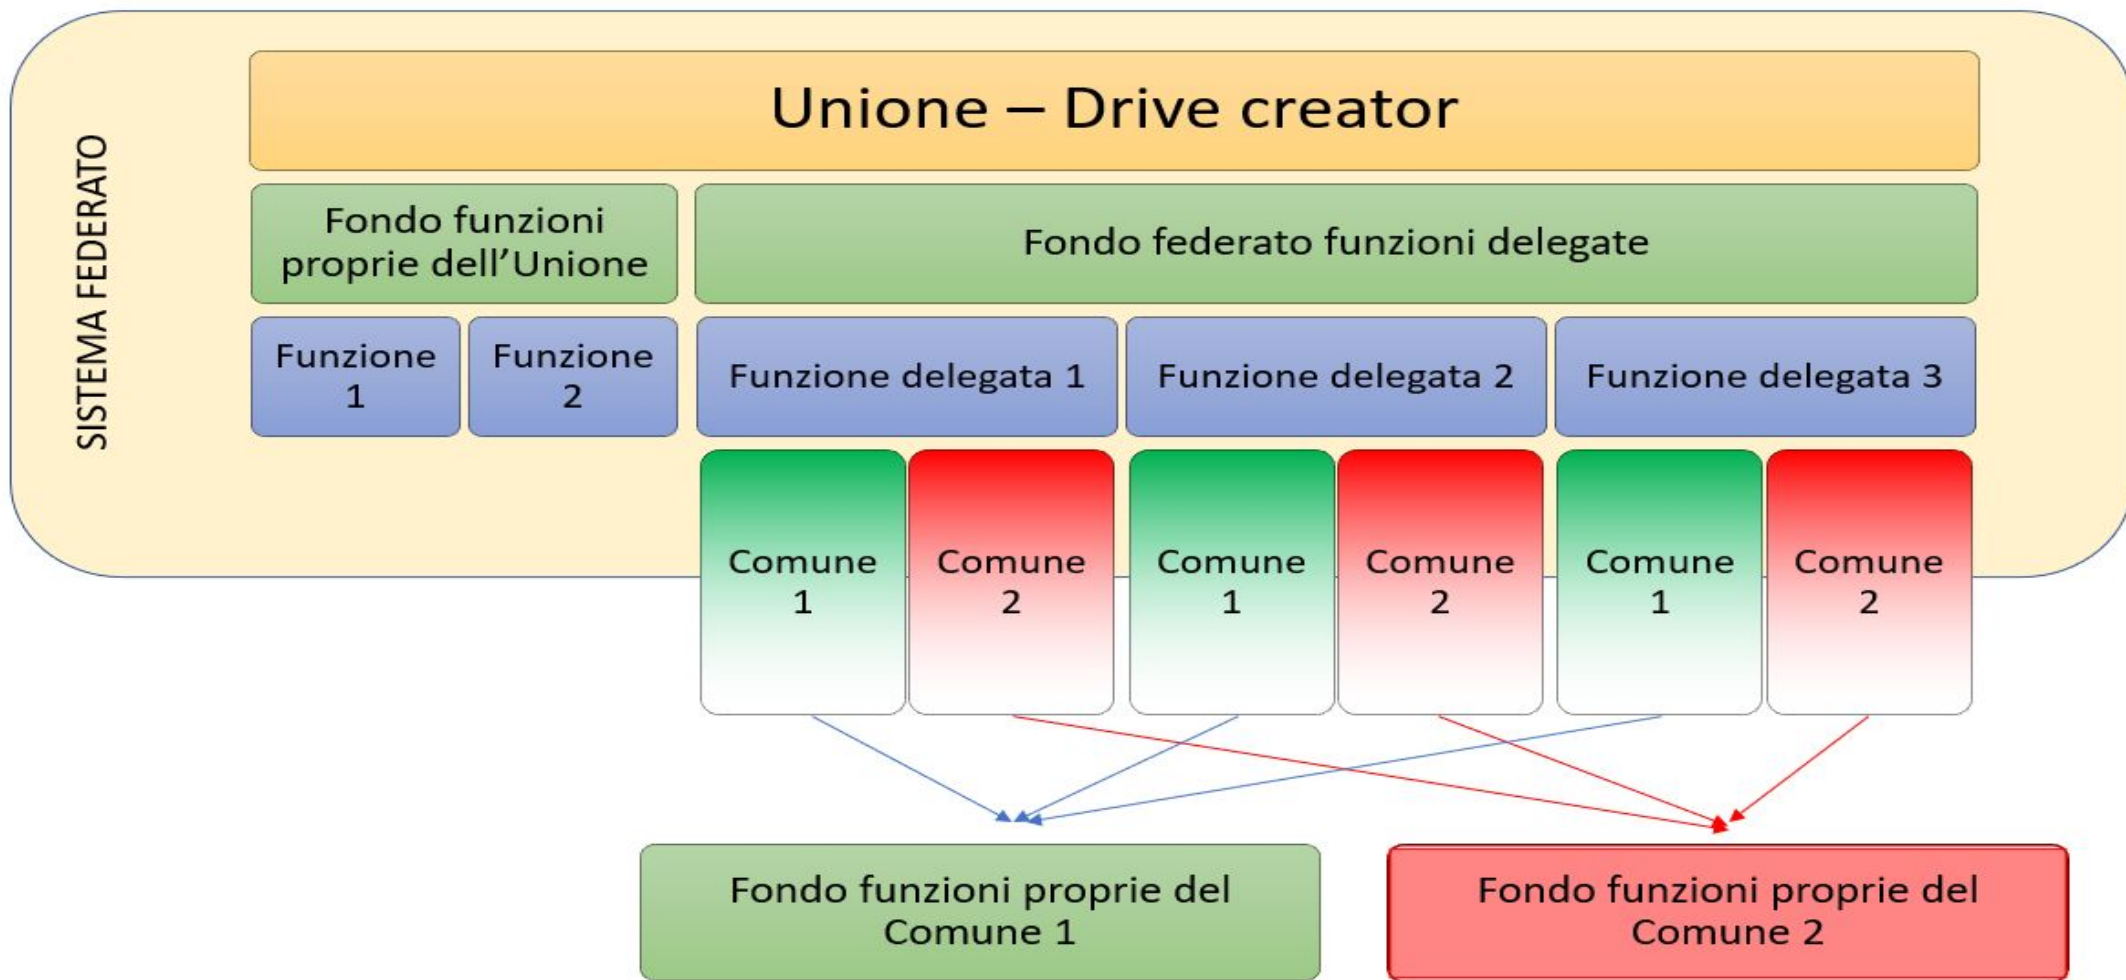 SISTEMA FEDERATO
Unione – Drive creator
Fondo funzioni
proprie dell’Unione
Fondo federato funzioni delegate
Funzione
1
Funzione
2
Funzione delegata 1
Funzione delegata 2
Funzione delegata 3
Comune
1
Comune
2
Comune
1
Comune
2
Comune
1
Comune
2
Fondo funzioni proprie del
Comune 1
Fondo funzioni proprie del
Comune 2